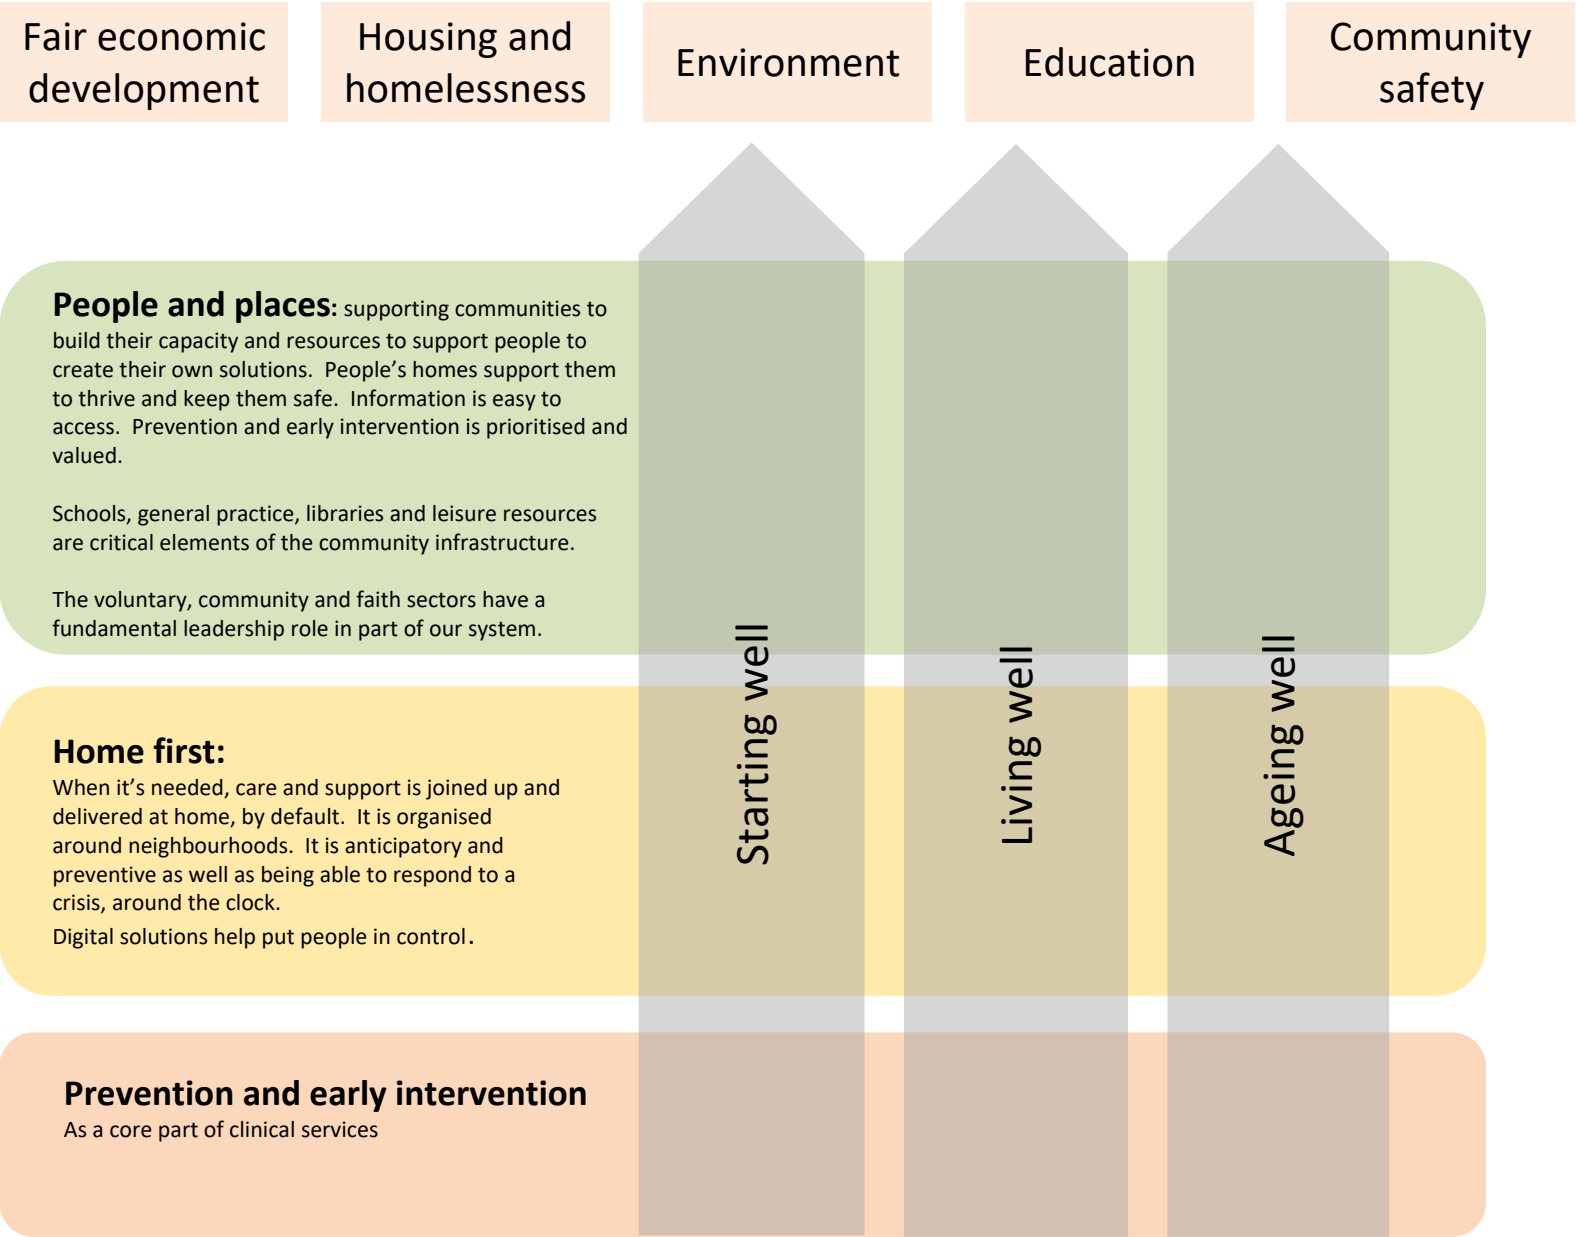 Fair economic
development
Housing and
homelessness
Environment
Education
Community
safety
People and places: supporting communities to
build their capacity and resources to support people to
create their own solutions.  People’s homes support them
to thrive and keep them safe.  Information is easy to
access.  Prevention and early intervention is prioritised and
valued.
Schools, general practice, libraries and leisure resources
are critical elements of the community infrastructure.
The voluntary, community and faith sectors have a
fundamental leadership role in part of our system.
Home first:
When it’s needed, care and support is joined up and
delivered at home, by default.  It is organised
around neighbourhoods.  It is anticipatory and
preventive as well as being able to respond to a
crisis, around the clock.
Digital solutions help put people in control.
Prevention and early intervention
As a core part of clinical services
Starting well
Living well
Ageing well